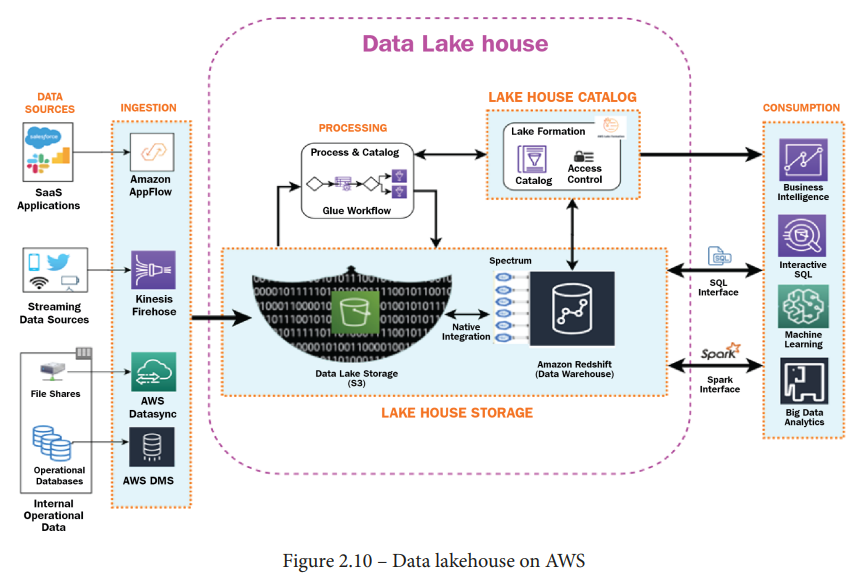 Data Lake house
DATA
SOURCES
INGESTION
PROCESSING
LAKE HOUSE CATALOG
CONSUMPTION
salesforce
SaaS
Applications
Amazon
AppFlow
Process & Catalog
Glue Workflow
Lake Formation
Catalog
Access
Control
Business
Intelligence
Streaming
Data Sources
Kinesis
Firehose
Spectrum
Native
Integration
Data Lake Storage
(S3)
Amazon Redshift
(Data Warehouse)
LAKE HOUSE STORAGE
SQL
SQL
Interface
Spark
Spark
Interface
Interactive
SQL
Machine
Learning
Big Data
Analytics
File Shares
AWS
Datasync
Operational
Databases
AWS DMS
Internal
Operational
Data
Figure 2.10 – Data lakehouse on AWS